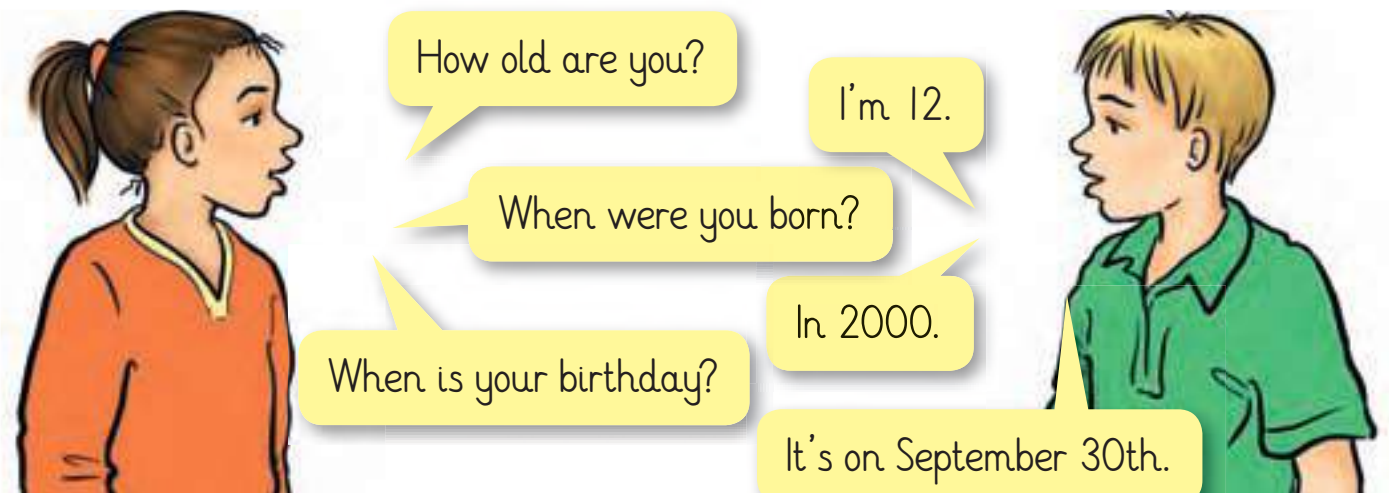 How old are you?
I'm 12.
When were you born?
In 2000.
When is your birthday?
It's on September 30th.